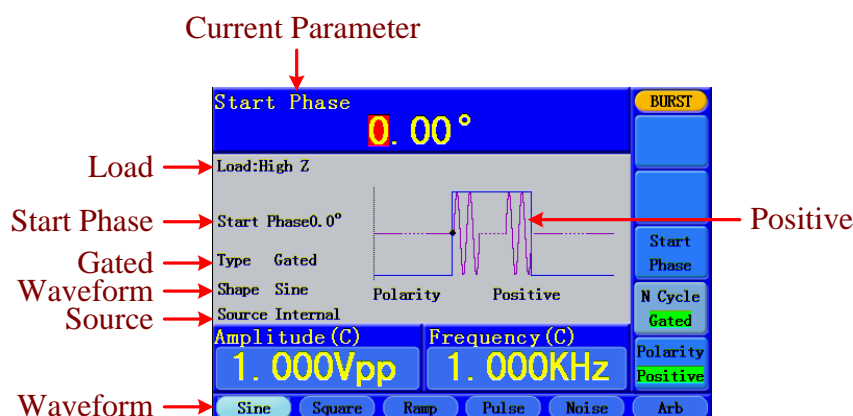 Current Parameter
Start Phase
0.00°
BURST
Load
Load:High Z
Start Phase
Start Phase0.0°
Positive
Start
Phase
Gated
Type Gated
Waveform
Shape Sine
Polarity Positive
N Cycle
Gated
Source
Source Internal
Amplitude(C)
1.000Vpp
Frequency(C)
1.000KHz
Polarity
Positive
Waveform
Sine Square Ramp Pulse Noise Arb